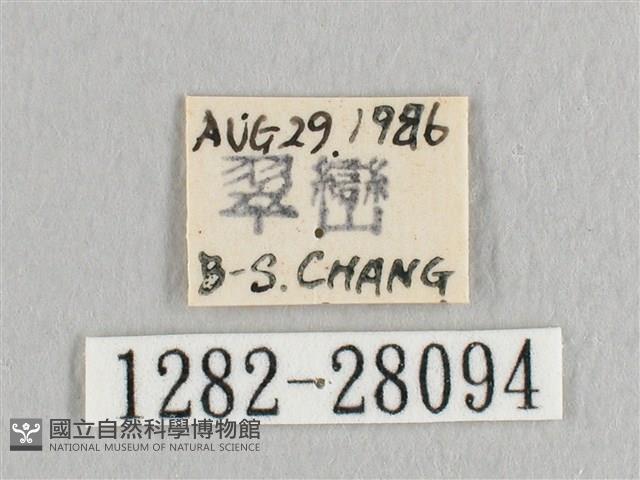 AUG 29. 1986
翠巒
B-S. CHANG
1282-28094
國立自然科學博物館
NATIONAL MUSEUM OF NATURAL SCIENCE